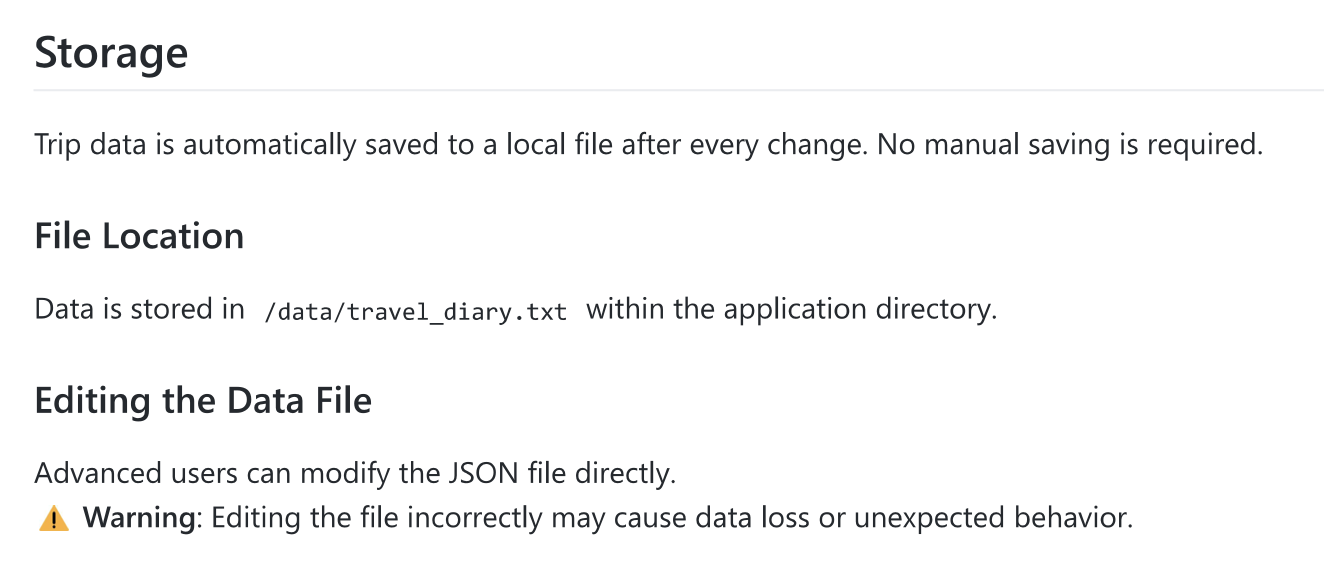 Storage
Trip data is automatically saved to a local file after every change. No manual saving is required.
File Location
Data is stored in /data/travel_diary.txt within the application directory.
Editing the Data File
Advanced users can modify the JSON file directly.
⚠️ Warning: Editing the file incorrectly may cause data loss or unexpected behavior.